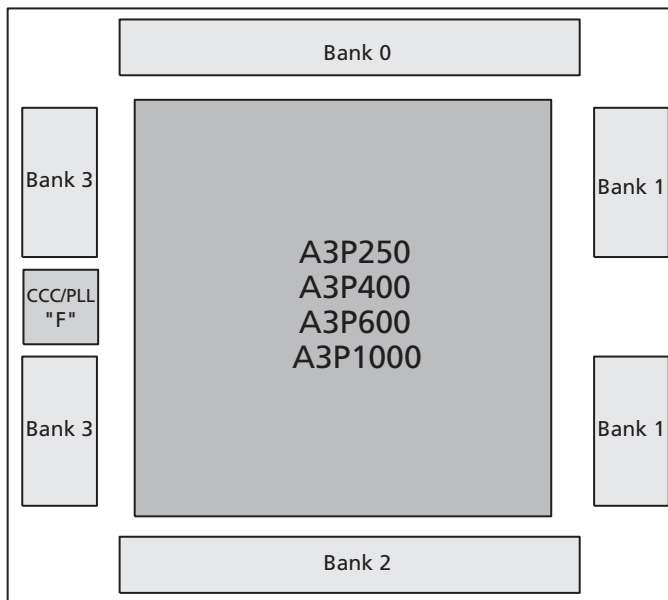 Bank 0
Bank 3
Bank 1
CCC/PLL
"F"
A3P250
A3P400
A3P600
A3P1000
Bank 3
Bank 1
Bank 2